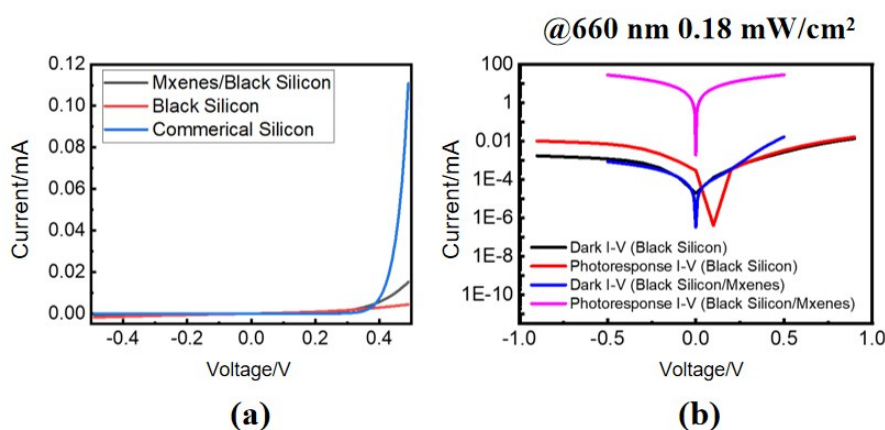 @660 nm 0.18 mW/cm²
0.12
0.10
0.08
0.06
0.04
0.02
0.00
Current/mA
Mxenes/Black Silicon
Black Silicon
Commerical Silicon
-0.4
-0.2
0.0
0.2
0.4
Voltage/V
(a)
100
1
0.01
1E-4
1E-6
1E-8
1E-10
Current/mA
Dark I-V (Black Silicon)
Photoresponse I-V (Black Silicon)
Dark I-V (Black Silicon/Mxenes)
Photoresponse I-V (Black Silicon/Mxenes)
-1.0
-0.5
0.0
0.5
1.0
Voltage/V
(b)